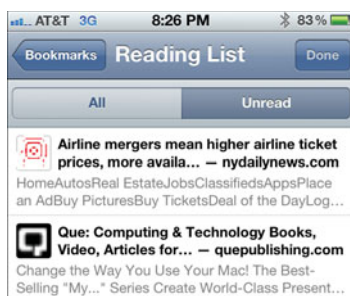 AT&T 3G 8:26 PM 83%
Bookmarks Reading List Done
All Unread
Airline mergers mean higher airline ticket
prices, more availa... — nydailynews.com
HomeAutosReal EstateJobsClassifiedsAppsPlace
an AdBuy PicturesBuy TicketsDeal of the DayLog...
Que: Computing & Technology Books,
Video, Articles for... — quepublishing.com
Change the Way You Use Your Mac! The Best-
Selling "My..." Series Create World-Class Present...